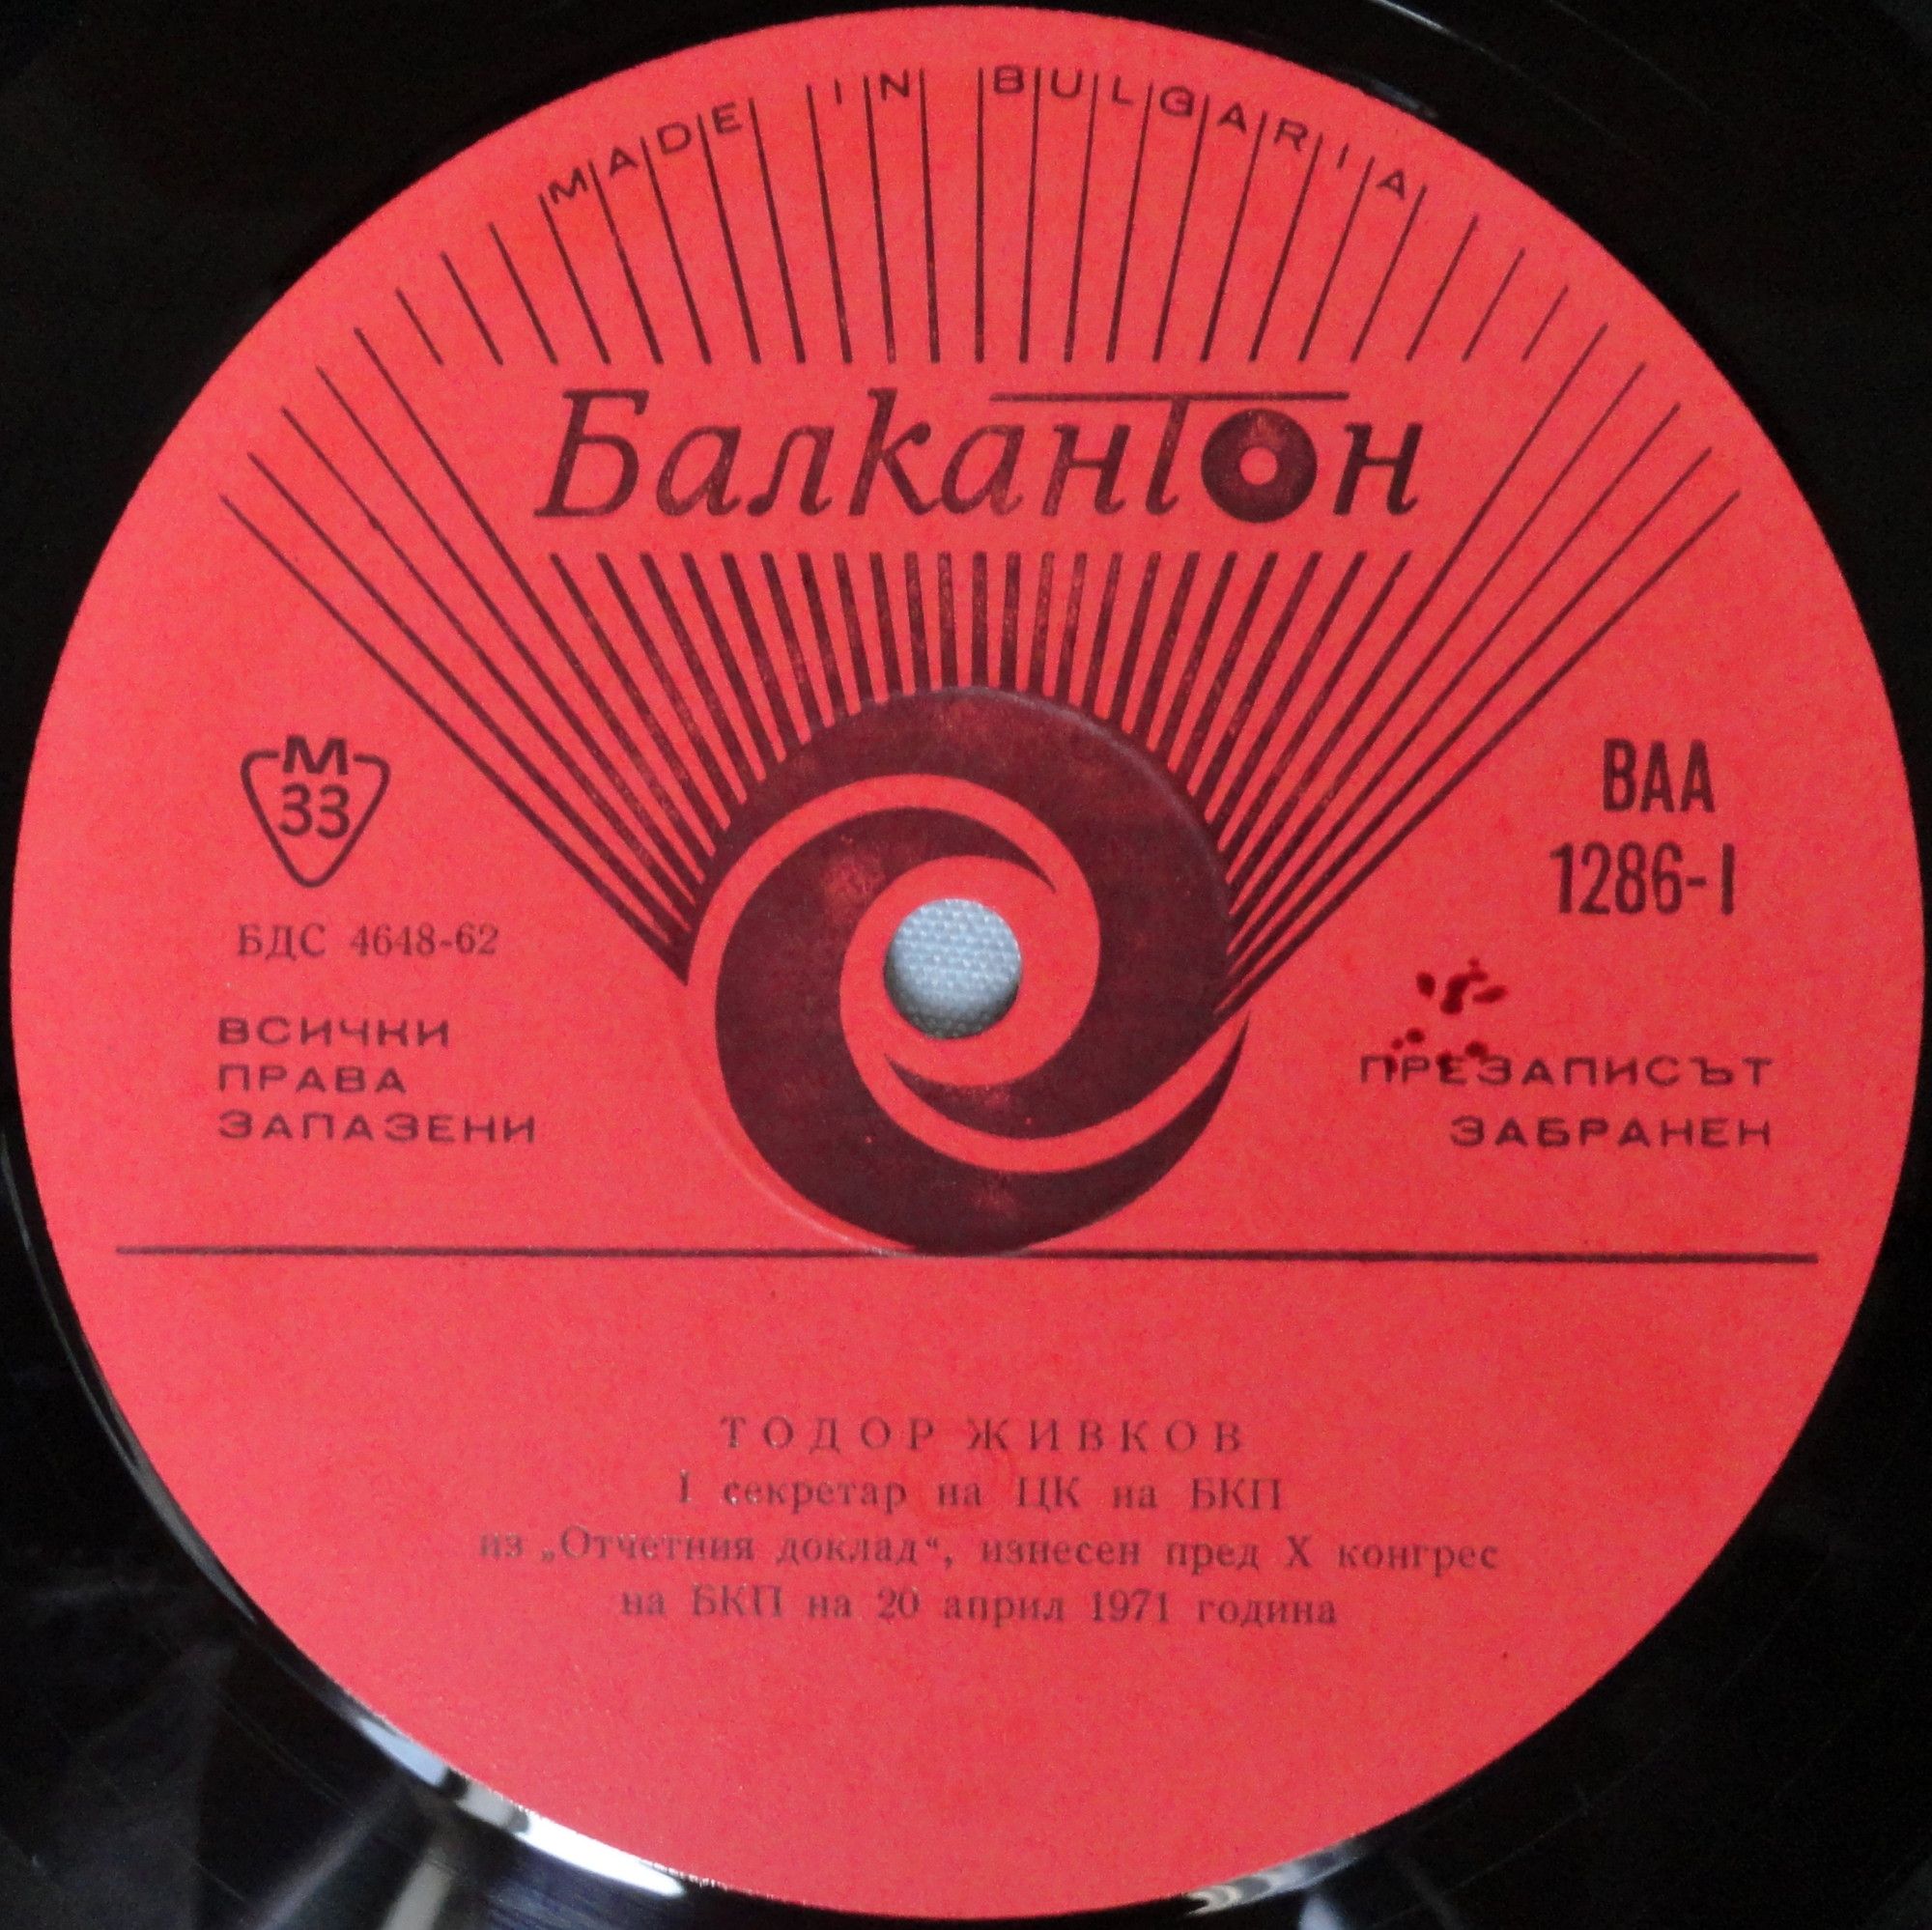 MADE IN BULGARIA
Балкантон
М
33
БДС 4648-62
ВСИЧКИ
ПРАВА
ЗАПАЗЕНИ
ВАА
1286-I
ПРЕЗАПИСЪТ
ЗАБРАНЕН
ТОДОР ЖИВКОВ
I секретар на ЦК на БКП
из „Отчетния доклад“, изнесен пред X конгрес
на БКП на 20 април 1971 година